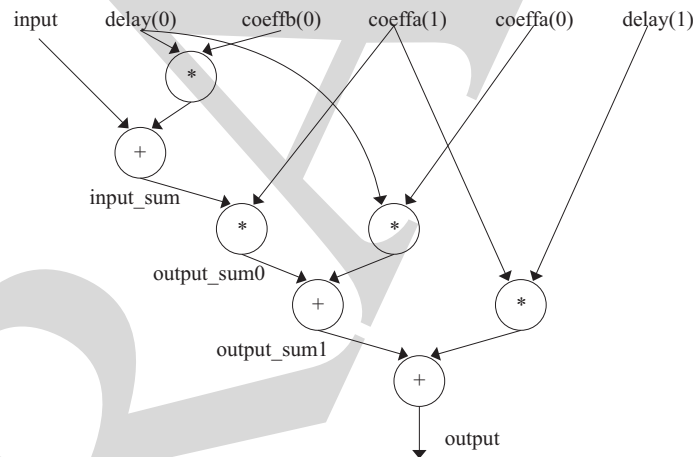 input delay(0) coeffb(0) coeffa(1) coeffa(0) delay(1)
*
+
input_sum
* *
output_sum0
+ *
output_sum1
+
output